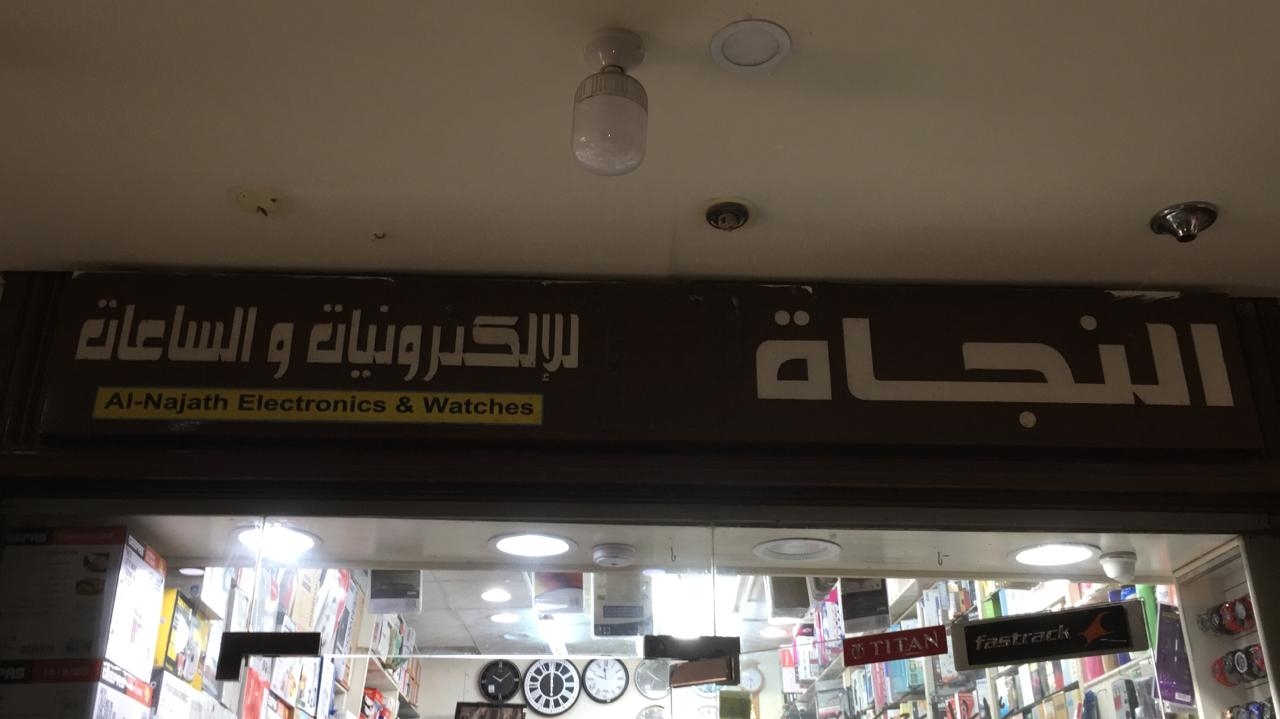 النجاة
للإلكترونيات و الساعات
Al-Najath Electronics & Watches
TITAN
fastrack